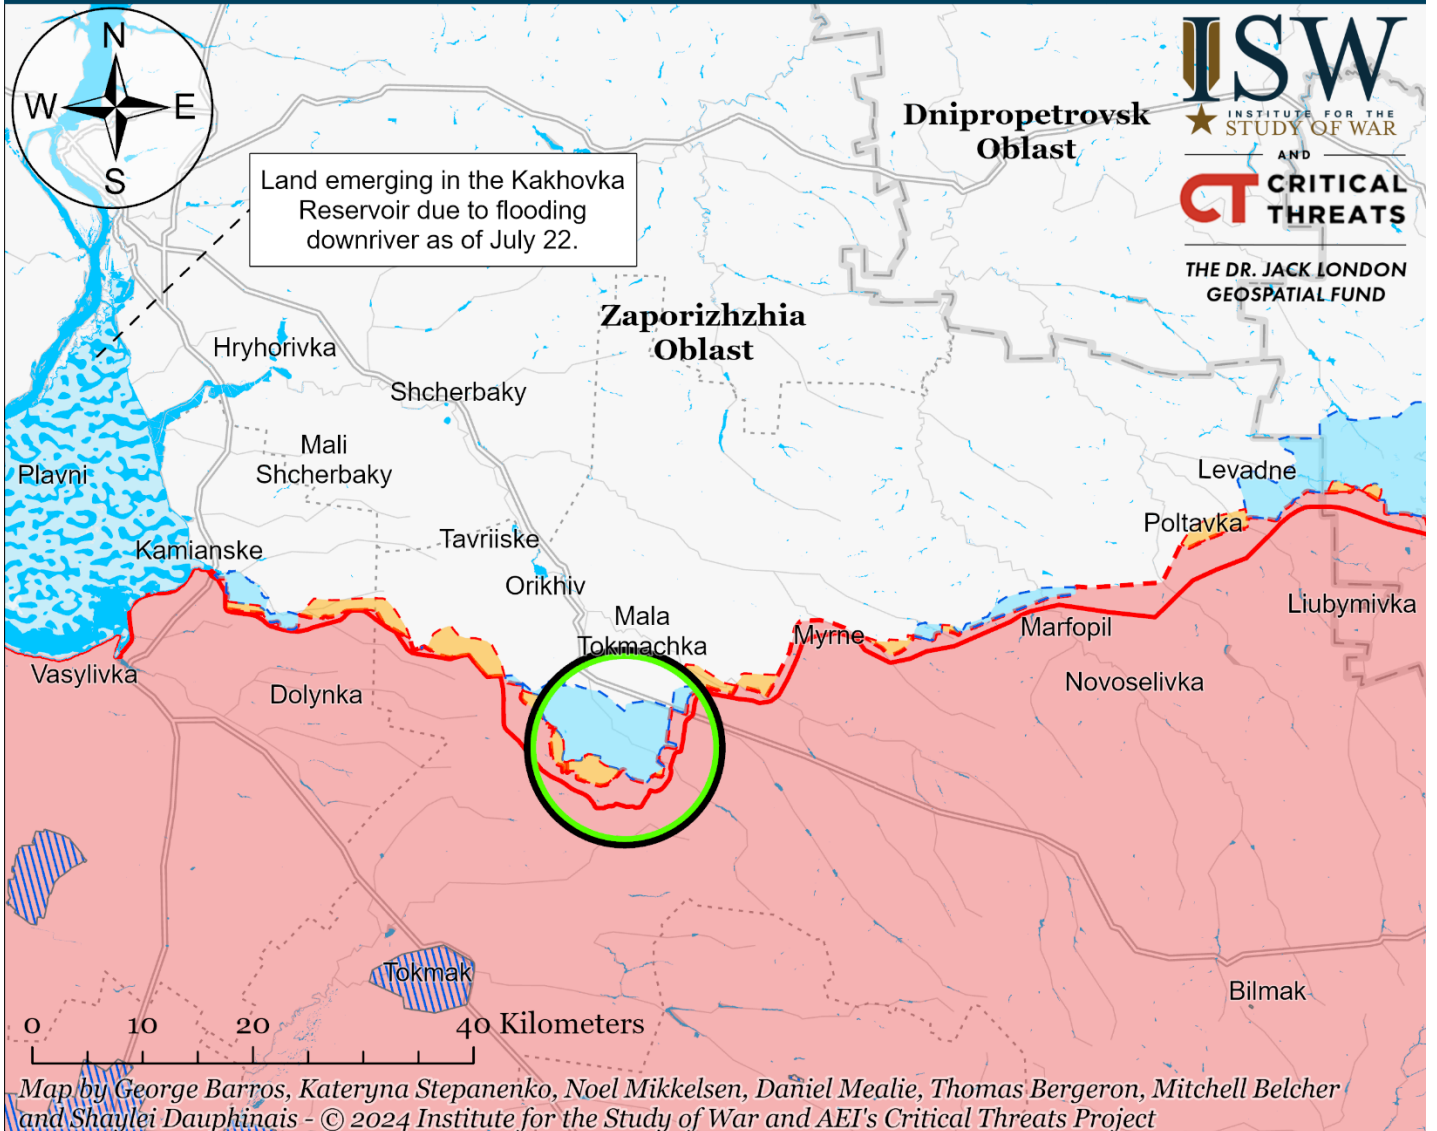 N
W
E
S
ISW
INSTITUTE FOR THE
STUDY OF WAR
AND
CT CRITICAL
THREATS
THE DR. JACK LONDON
GEOSPATIAL FUND
Dnipropetrovsk
Oblast
Land emerging in the Kakhovka
Reservoir due to flooding
downriver as of July 22.
Zaporizhzhia
Oblast
Hryhorivka
Shcherbaky
Mali
Shcherbaky
Plavni
Levadne
Poltavka
Tavriiske
Kamianske
Orikhiv
Liubymivka
Mala
Tokmachka
Myrne
Marfopil
Vasylivka
Dolynka
Novoselivka
Tokmak
Bilmak
0 10 20 40 Kilometers
Map by George Barros, Kateryna Stepanenko, Noel Mikkelsen, Daniel Mealie, Thomas Bergeron, Mitchell Belcher
and Shaylei Dauphinais - © 2024 Institute for the Study of War and AEI's Critical Threats Project